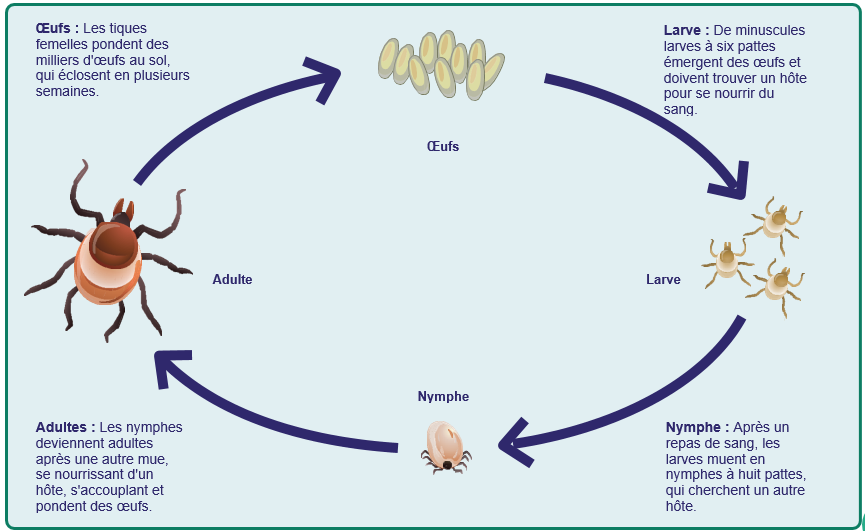 Œufs : Les tiques
femelles pondent des
milliers d'œufs au sol,
qui éclosent en plusieurs
semaines.
Œufs
Larve : De minuscules
larves à six pattes
émergent des œufs et
doivent trouver un hôte
pour se nourrir du
sang.
Adulte
Larve
Nymphe
Adultes : Les nymphes
deviennent adultes
après une autre mue,
se nourrissant d'un
hôte, s'accouplant et
pondent des œufs.
Nymphe : Après un
repas de sang, les
larves muent en
nymphes à huit pattes,
qui cherchent un autre
hôte.